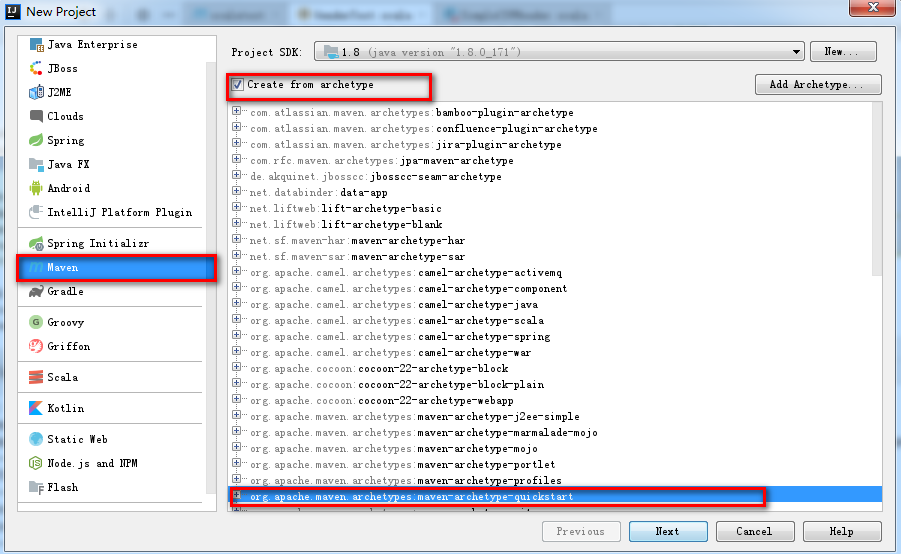 New Project
Java Enterprise
JBoss
J2ME
Clouds
Spring
Java FX
Android
IntelliJ Platform Plugin
Spring Initializr
Maven
Gradle
Groovy
Griffon
Scala
Kotlin
Static Web
Node.js and NPM
Flash
Project SDK: 1.8 (java version "1.8.0_171") New...
Create from archetype Add Archetype...
com.atlassian.maven.archetypes:bamboo-plugin-archetype
com.atlassian.maven.archetypes:confluence-plugin-archetype
com.atlassian.maven.archetypes:jira-plugin-archetype
com.rfc.maven.archetypes:jpa-maven-archetype
de.akquinet.jbosscc:jbosscc-seam-archetype
net.databinder:data-app
net.liftweb:lift-archetype-basic
net.liftweb:lift-archetype-blank
net.sf.maven-har:maven-archetype-har
net.sf.maven-sar:maven-archetype-sar
org.apache.camel.archetypes:camel-archetype-activemq
org.apache.camel.archetypes:camel-archetype-component
org.apache.camel.archetypes:camel-archetype-java
org.apache.camel.archetypes:camel-archetype-scala
org.apache.camel.archetypes:camel-archetype-spring
org.apache.camel.archetypes:camel-archetype-war
org.apache.cocoon:cocoon-22-archetype-block
org.apache.cocoon:cocoon-22-archetype-block-plain
org.apache.cocoon:cocoon-22-archetype-webapp
org.apache.maven.archetypes:maven-archetype-j2ee-simple
org.apache.maven.archetypes:maven-archetype-marmalade-mojo
org.apache.maven.archetypes:maven-archetype-mojo
org.apache.maven.archetypes:maven-archetype-portlet
org.apache.maven.archetypes:maven-archetype-profiles
org.apache.maven.archetypes:maven-archetype-quickstart
Previous Next Cancel Help